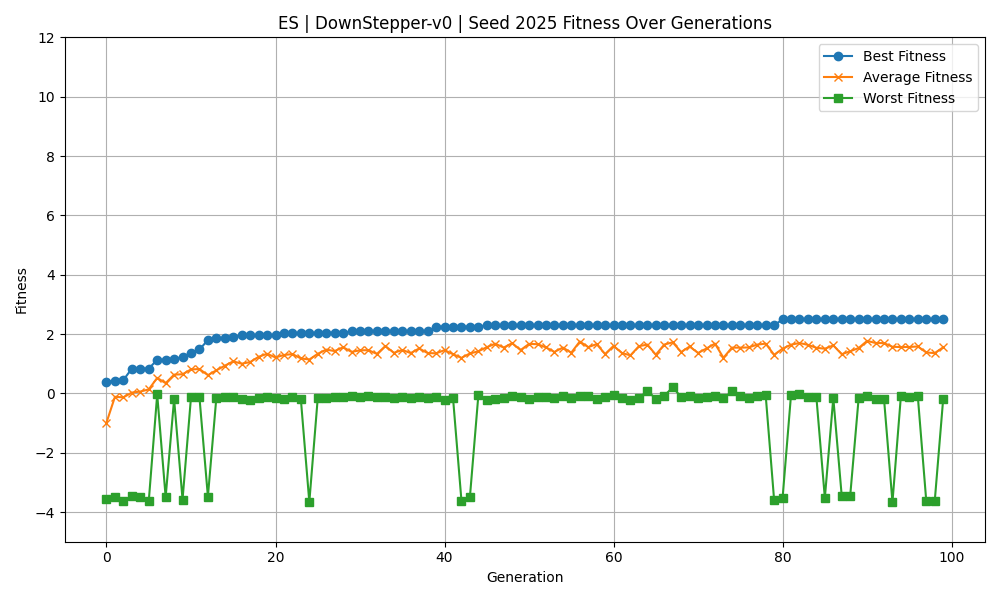 ES | DownStepper-v0 | Seed 2025 Fitness Over Generations
12
10
8
6
4
2
0
−2
−4
Fitness
Best Fitness
Average Fitness
Worst Fitness
0
20
40
60
80
100
Generation